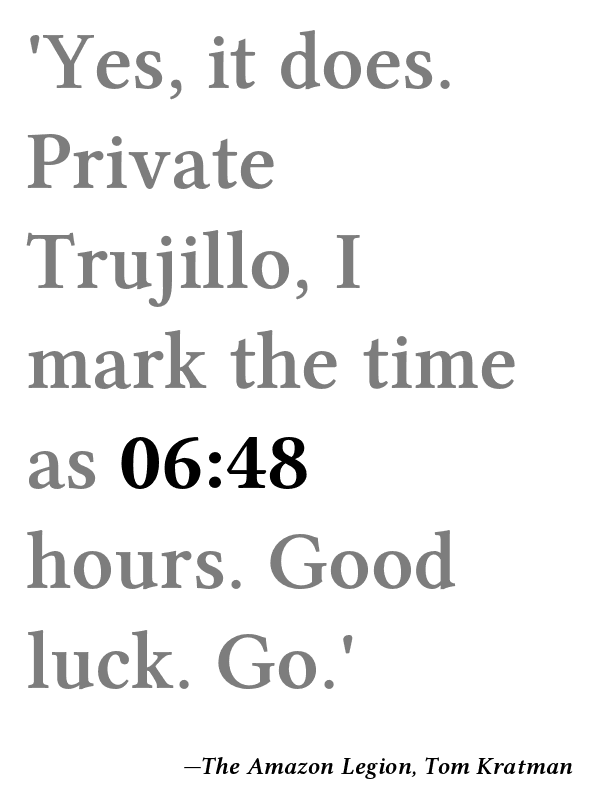 'Yes, it does.
Private
Trujillo, I
mark the time
as 06:48
hours. Good
luck. Go.'
—The Amazon Legion, Tom Kratman